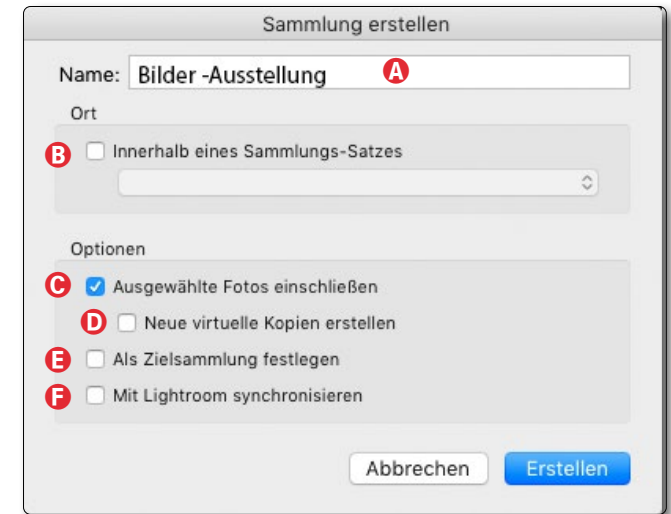 Sammlung erstellen
Name: Bilder -Ausstellung A
Ort
B Innerhalb eines Sammlungs-Satzes
Optionen
C Ausgewählte Fotos einschließen
D Neue virtuelle Kopien erstellen
E Als Zielsammlung festlegen
F Mit Lightroom synchronisieren
Abbrechen Erstellen